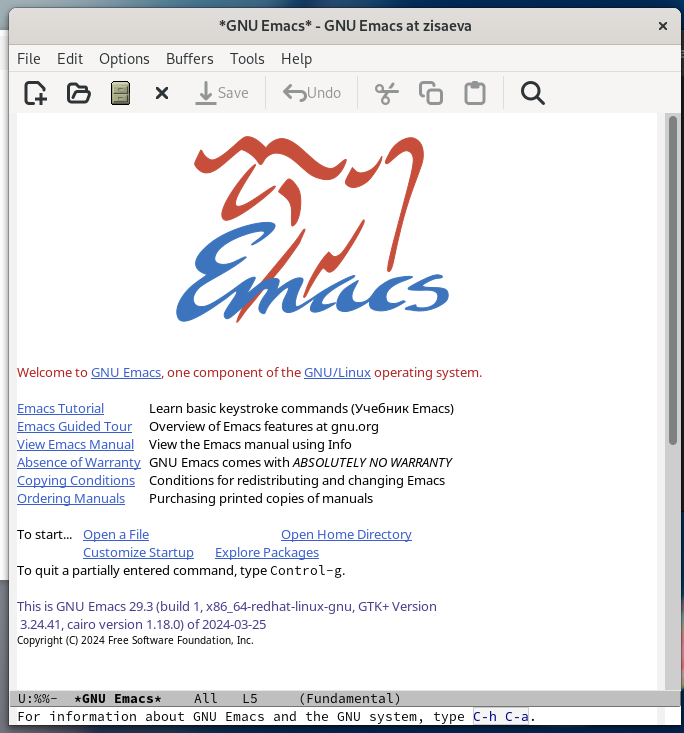 *GNU Emacs* - GNU Emacs at zisaeva
File Edit Options Buffers Tools Help
Save Undo
Emacs
Welcome to GNU Emacs, one component of the GNU/Linux operating system.
Emacs Tutorial Learn basic keystroke commands (Учебник Emacs)
Emacs Guided Tour Overview of Emacs features at gnu.org
View Emacs Manual View the Emacs manual using Info
Absence of Warranty GNU Emacs comes with ABSOLUTELY NO WARRANTY
Copying Conditions Conditions for redistributing and changing Emacs
Ordering Manuals Purchasing printed copies of manuals
To start... Open a File Open Home Directory
Customize Startup Explore Packages
To quit a partially entered command, type Control-g.
This is GNU Emacs 29.3 (build 1, x86_64-redhat-linux-gnu, GTK+ Version
3.24.41, cairo version 1.18.0) of 2024-03-25
Copyright (C) 2024 Free Software Foundation, Inc.
U:%%- *GNU Emacs* All L5 (Fundamental)
For information about GNU Emacs and the GNU system, type C-h C-a.